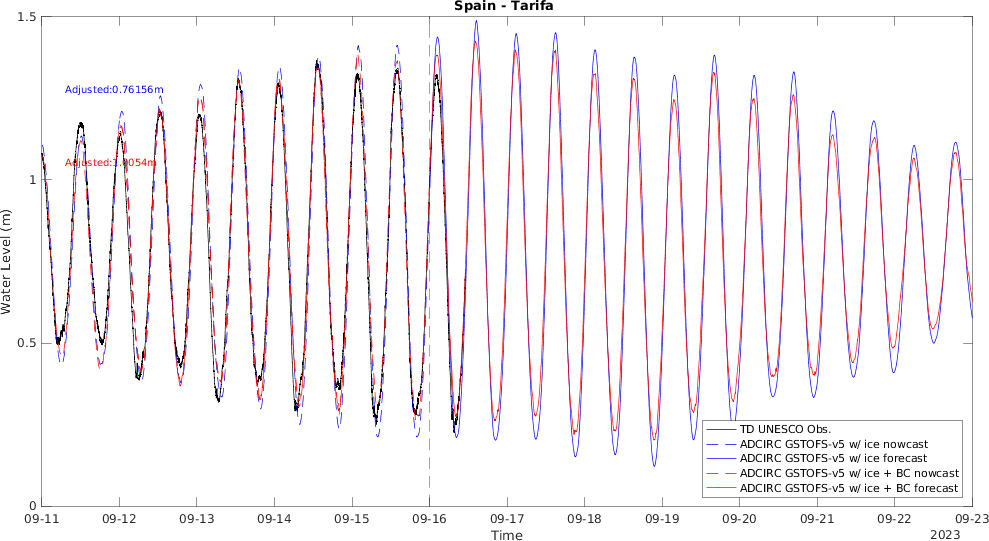 Spain - Tarifa
1.5
1
0.5
0
Water Level (m)
Adjusted:0.76156m
Adjusted:1.0054m
TD UNESCO Obs.
ADCIRC GSTOFS-v5 w/ ice nowcast
ADCIRC GSTOFS-v5 w/ ice forecast
ADCIRC GSTOFS-v5 w/ ice + BC nowcast
ADCIRC GSTOFS-v5 w/ ice + BC forecast
09-11 09-12 09-13 09-14 09-15 09-16 09-17 09-18 09-19 09-20 09-21 09-22 09-23
Time
2023